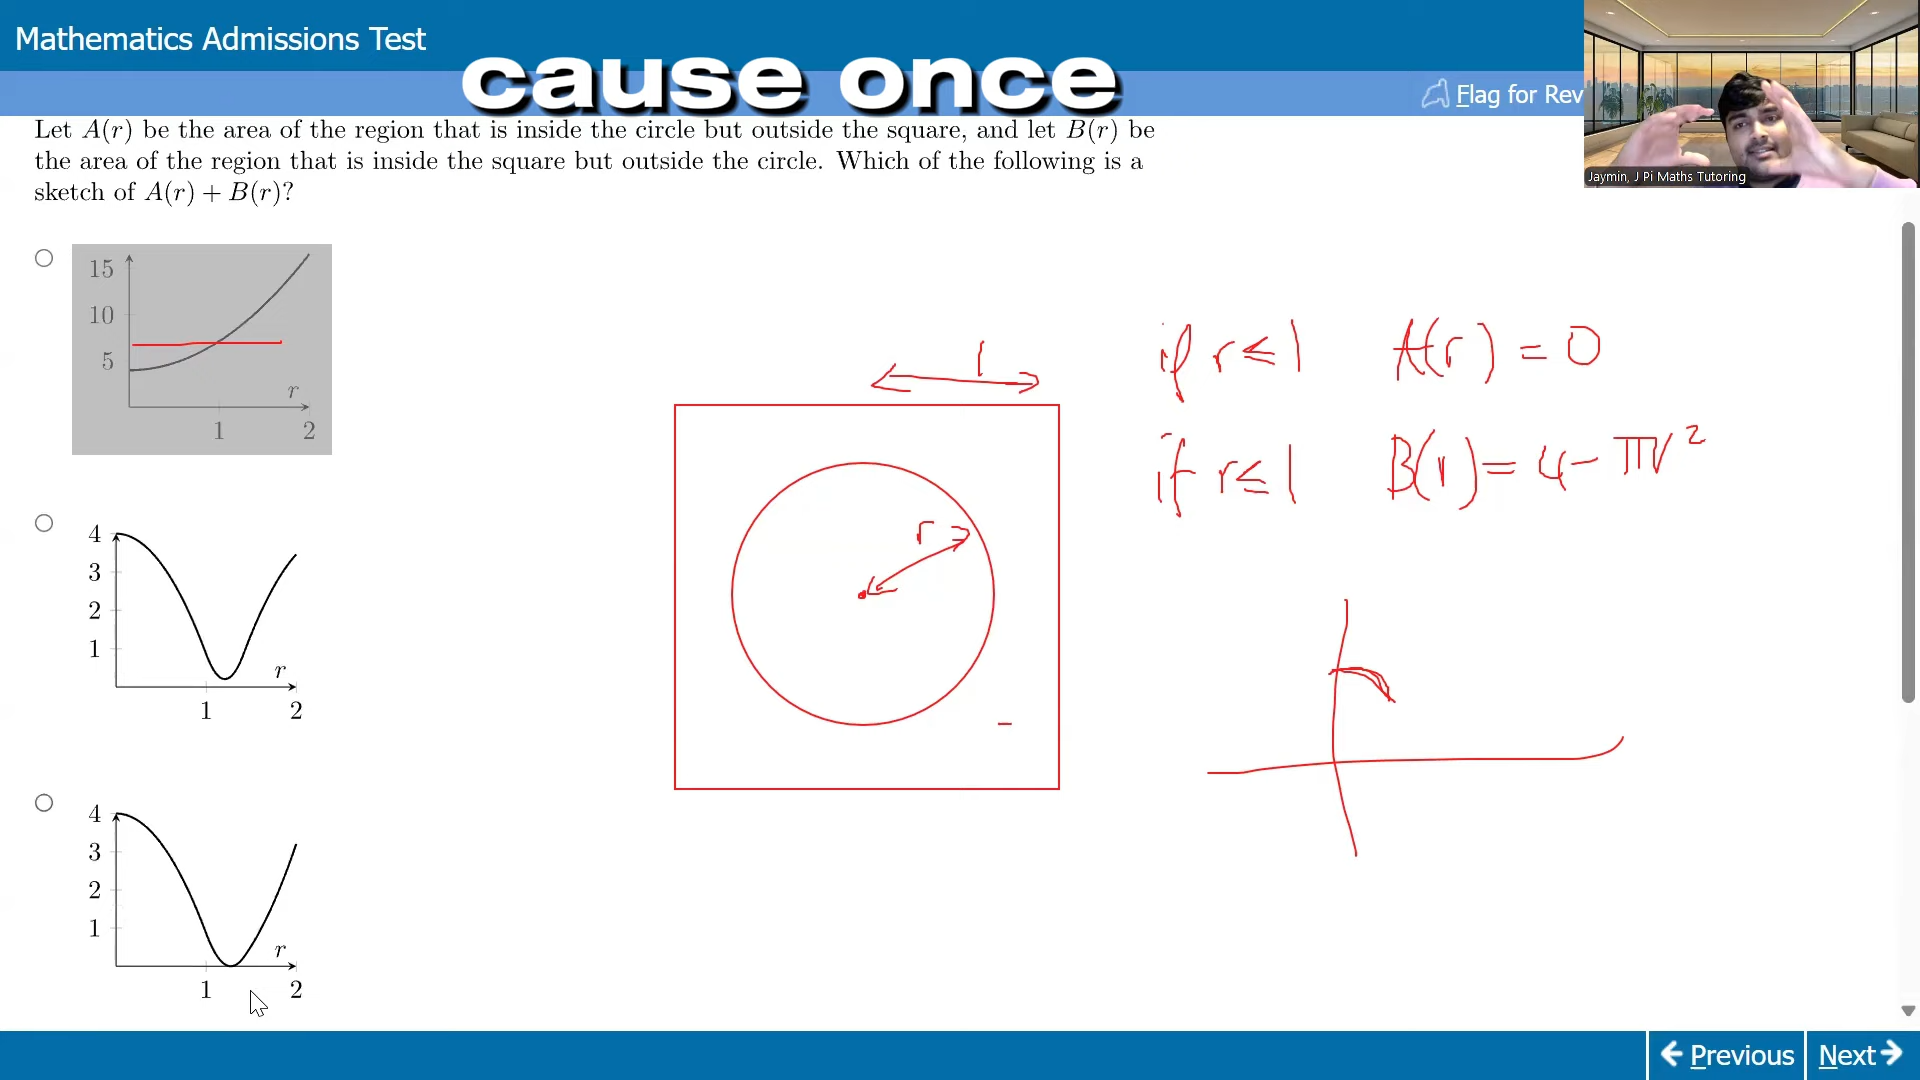 Mathematics Admissions Test
cause once
Flag for Rev
Jaymin, J Pi Maths Tutoring
Let A(r) be the area of the region that is inside the circle but outside the square, and let B(r) be
the area of the region that is inside the square but outside the circle. Which of the following is a
sketch of A(r) + B(r)?
15
10
5
r
1 2
4
3
2
1
r
1 2
4
3
2
1
r
1 2
1
r
if r ≤ 1 A(r) = 0
if r ≤ 1 B(r) = 4 - πr²
Previous
Next